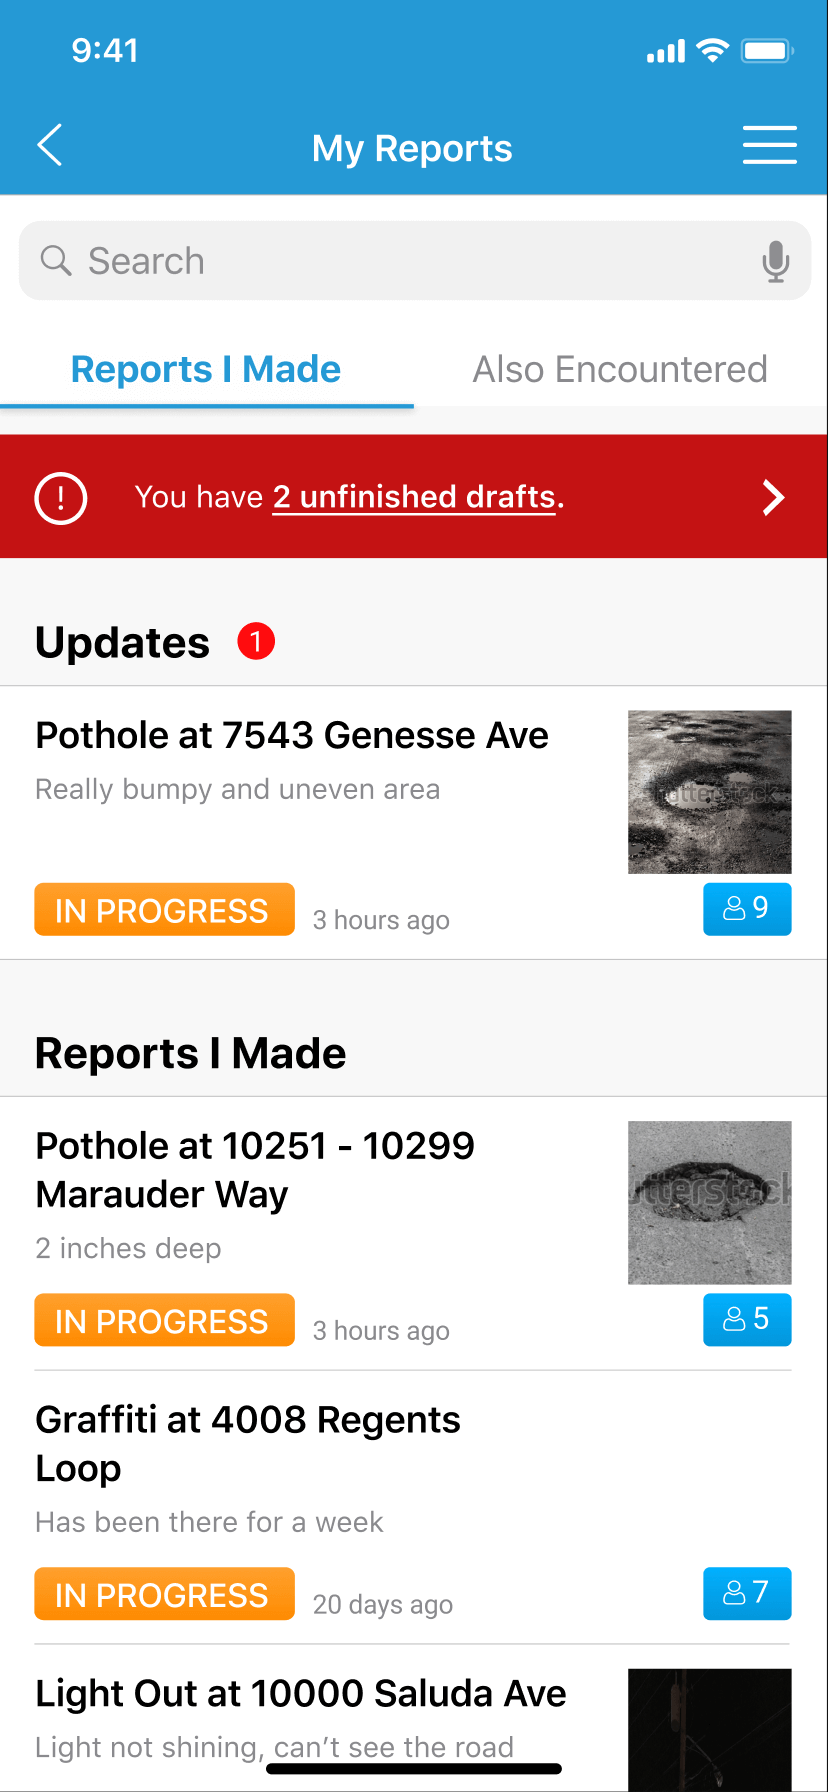 9:41
My Reports
Search
Reports I Made
Also Encountered
You have 2 unfinished drafts.
Updates 1
Pothole at 7543 Genesse Ave
Really bumpy and uneven area
shutterstock
IN PROGRESS
3 hours ago
9
Reports I Made
Pothole at 10251 - 10299
Marauder Way
utterstock
2 inches deep
IN PROGRESS
3 hours ago
5
Graffiti at 4008 Regents
Loop
Has been there for a week
IN PROGRESS
20 days ago
7
Light Out at 10000 Saluda Ave
Light not shining, can’t see the road